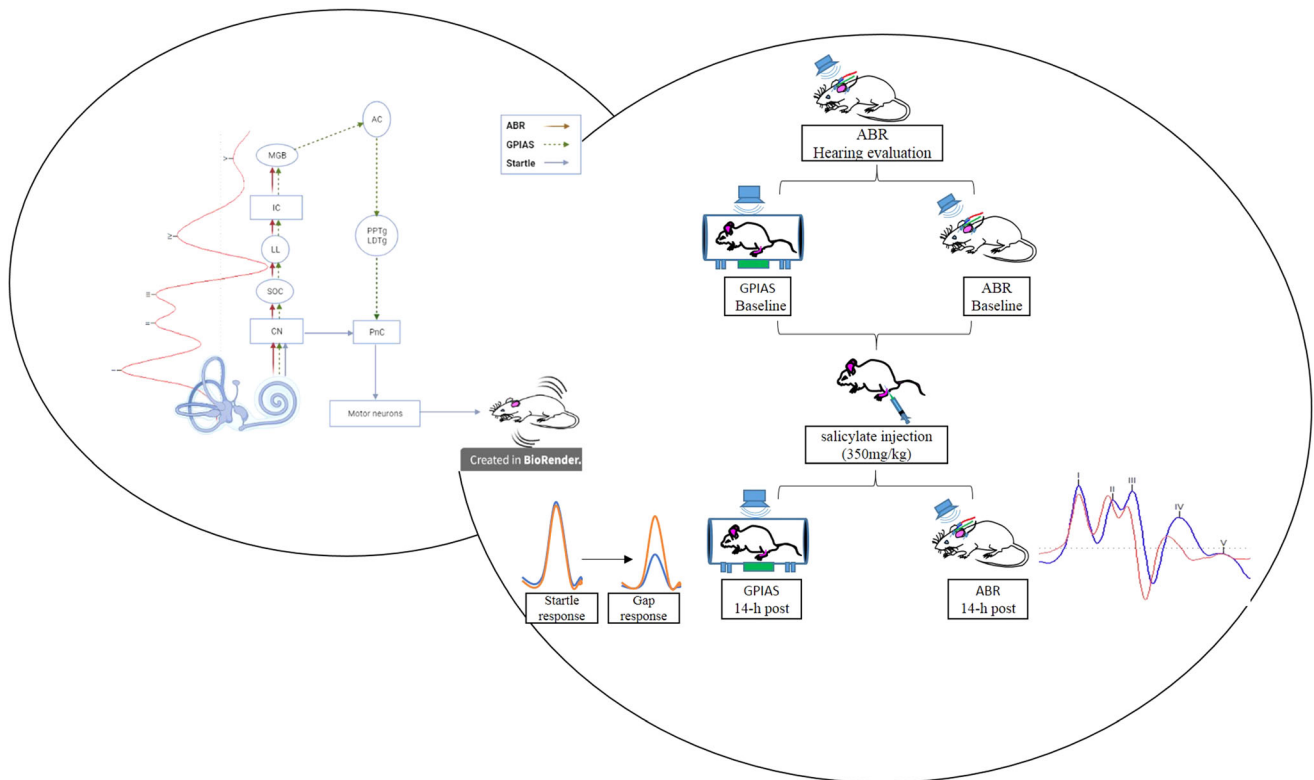 ABR
GPIAS
Startle
AC
MGB
IC
PPTg
LDTg
LL
SOC
CN
PnC
Motor neurons
V
IV
III
II
I
Created in BioRender.
ABR
Hearing evaluation
GPIAS
Baseline
ABR
Baseline
salicylate injection
(350mg/kg)
Startle
response
Gap
response
GPIAS
14-h post
ABR
14-h post
I
II
III
IV
V